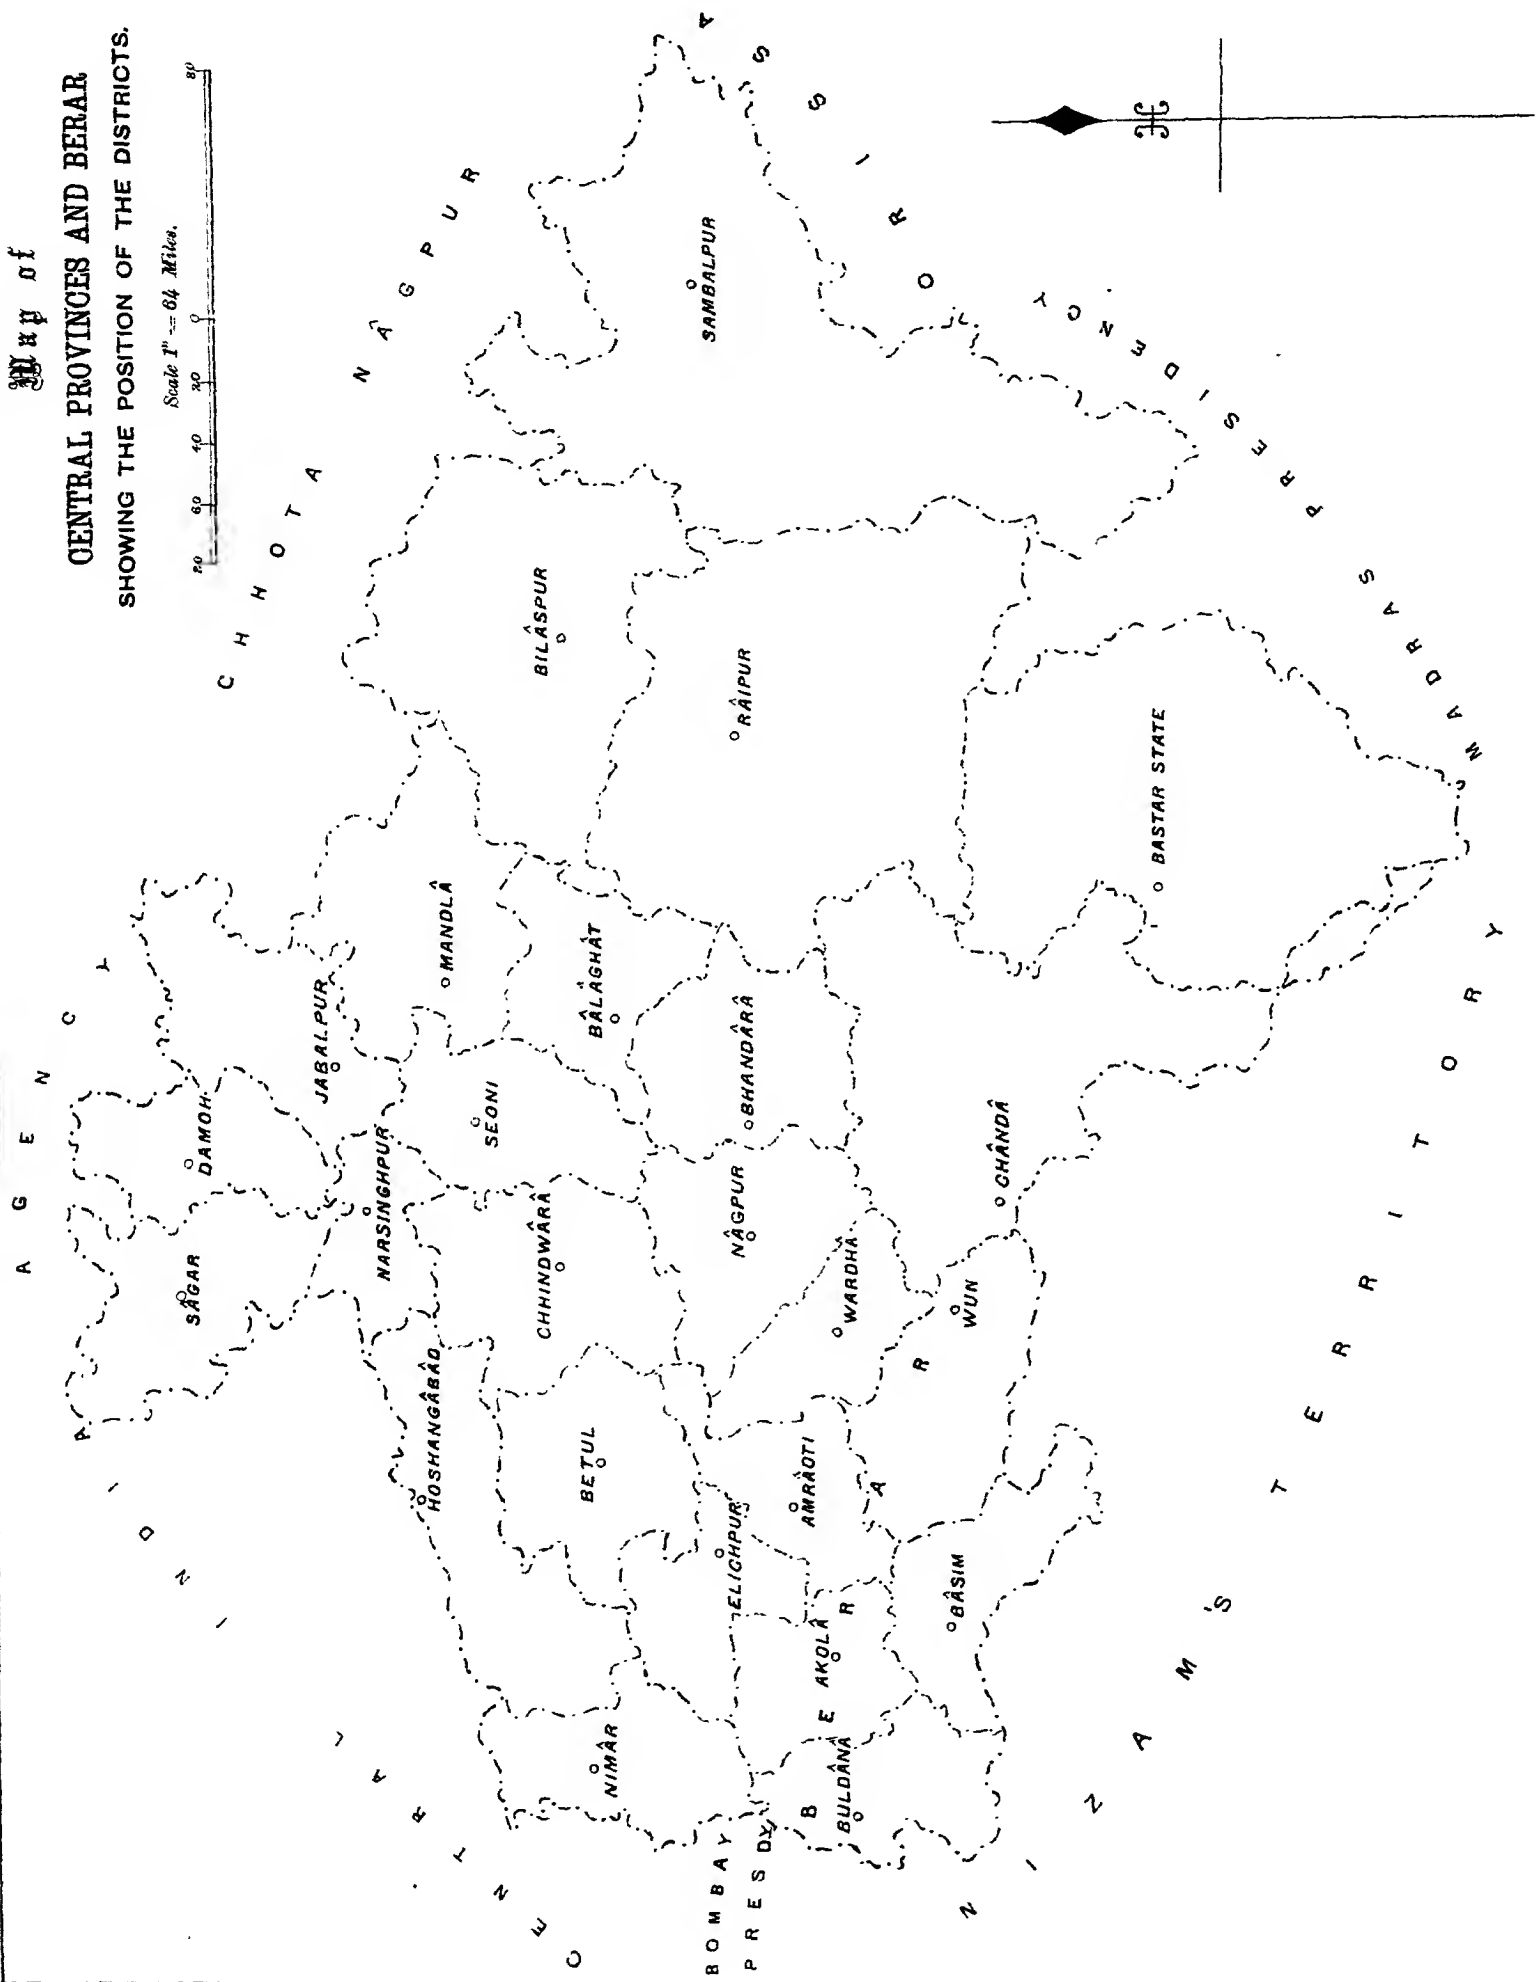 Map of
CENTRAL PROVINCES AND BERAR
SHOWING THE POSITION OF THE DISTRICTS.
Scale 1" = 64 Miles.
80 60 40 20 0 80
CENTRAL INDIA AGENCY
CHHOTA NÂGPUR
ORISSA
MADRAS PRESIDENCY
NIZAM'S TERRITORY
BOMBAY
PRESDY
BERAR
SÂGAR
DAMOH
JABALPUR
NARSINGHPUR
HOSHANGÂBÂD
MANDLÂ
SEONI
CHHINDWÂRÂ
BETUL
NIMÂR
BÂLÂGHÂT
BILÂSPUR
SAMBALPUR
RÂIPUR
BHANDÂRÂ
NÂGPUR
WARDHÂ
CHÂNDÂ
BASTAR STATE
ELICHPUR
AMRÂOTI
AKOLÂ
BULDÂNÂ
BÂSIM
WUN